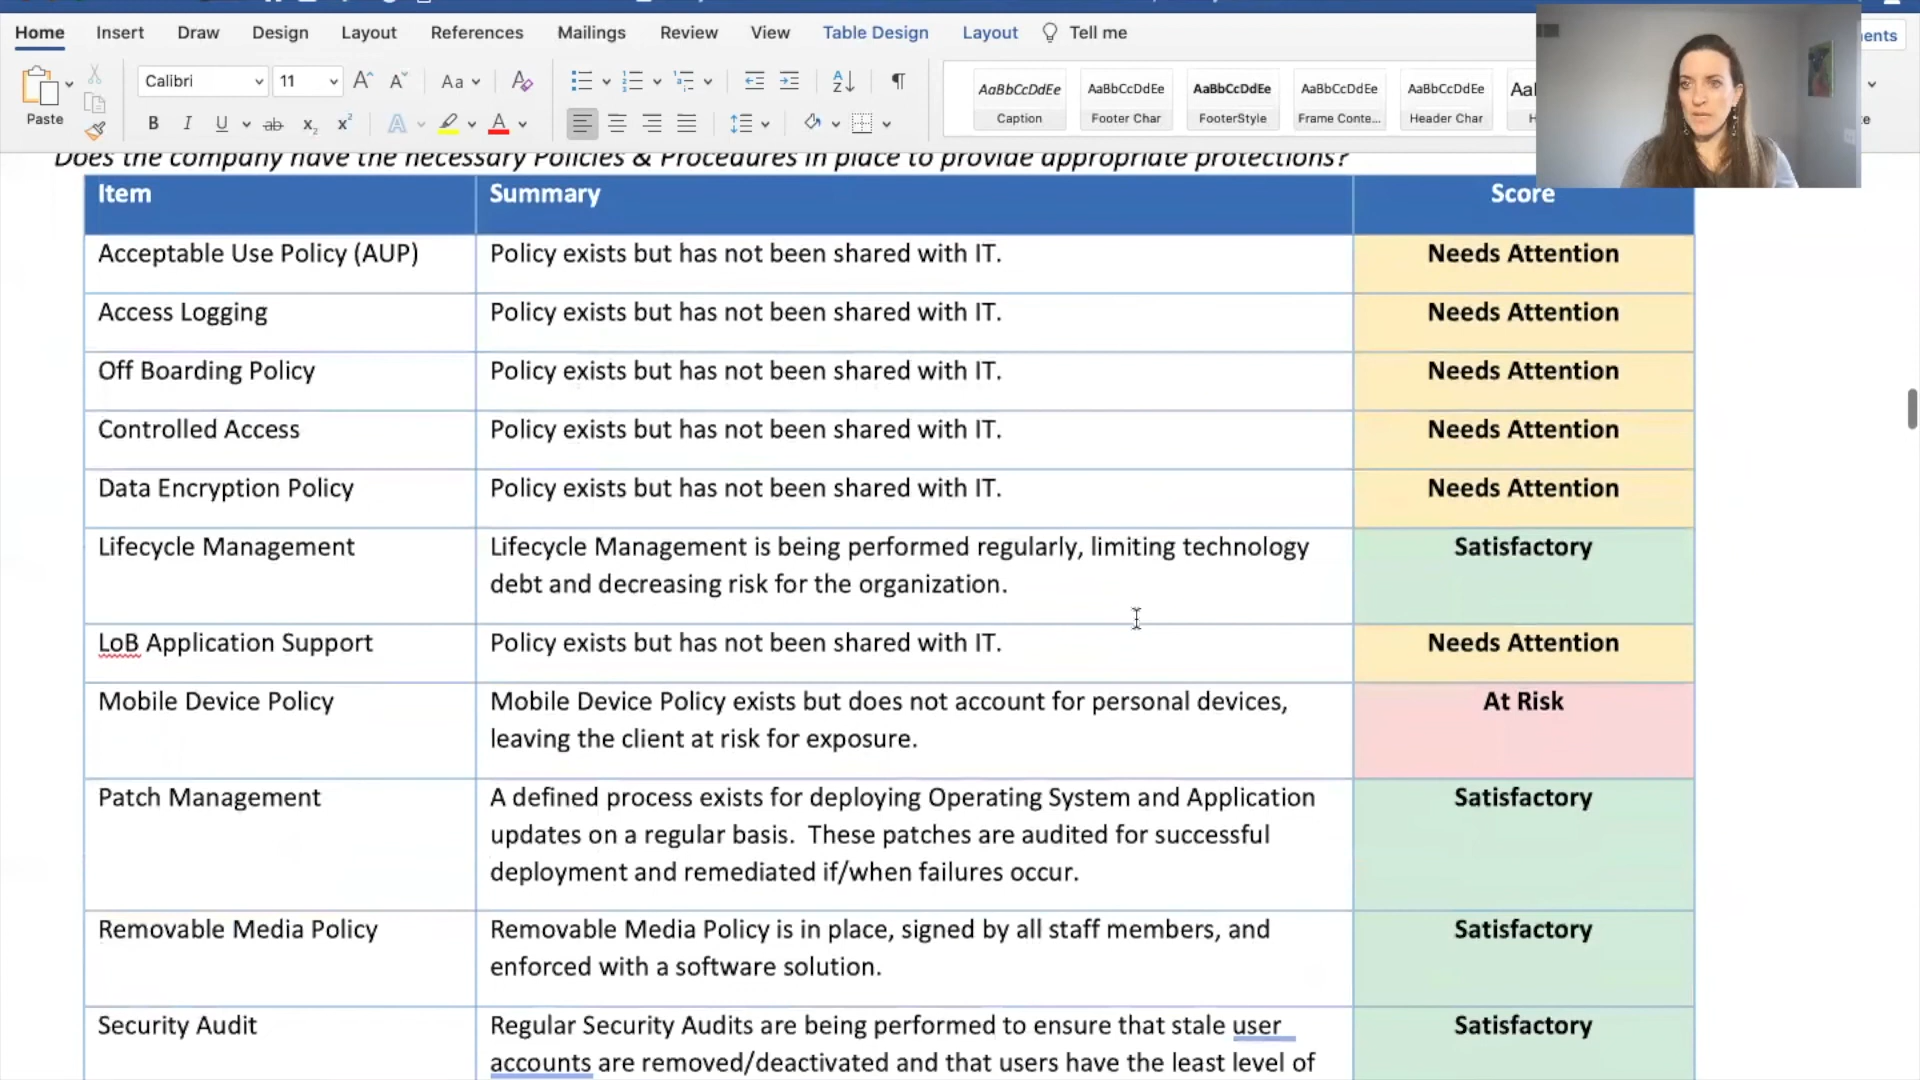 Home Insert Draw Design Layout References Mailings Review View Table Design Layout Tell me
Paste
Calibri 11
Aa
B I U ab x₂ x² A A
AaBbCcDdEe AaBbCcDdEe AaBbCcDdEe AaBbCcDdEe AaBbCcDdEe
Caption Footer Char FooterStyle Frame Conte... Header Char
Does the company have the necessary Policies & Procedures in place to provide appropriate protections?
Item Summary Score
Acceptable Use Policy (AUP) Policy exists but has not been shared with IT. Needs Attention
Access Logging Policy exists but has not been shared with IT. Needs Attention
Off Boarding Policy Policy exists but has not been shared with IT. Needs Attention
Controlled Access Policy exists but has not been shared with IT. Needs Attention
Data Encryption Policy Policy exists but has not been shared with IT. Needs Attention
Lifecycle Management Lifecycle Management is being performed regularly, limiting technology Satisfactory
debt and decreasing risk for the organization.
LoB Application Support Policy exists but has not been shared with IT. Needs Attention
Mobile Device Policy Mobile Device Policy exists but does not account for personal devices, At Risk
leaving the client at risk for exposure.
Patch Management A defined process exists for deploying Operating System and Application Satisfactory
updates on a regular basis.  These patches are audited for successful
deployment and remediated if/when failures occur.
Removable Media Policy Removable Media Policy is in place, signed by all staff members, and Satisfactory
enforced with a software solution.
Security Audit Regular Security Audits are being performed to ensure that stale user Satisfactory
accounts are removed/deactivated and that users have the least level of